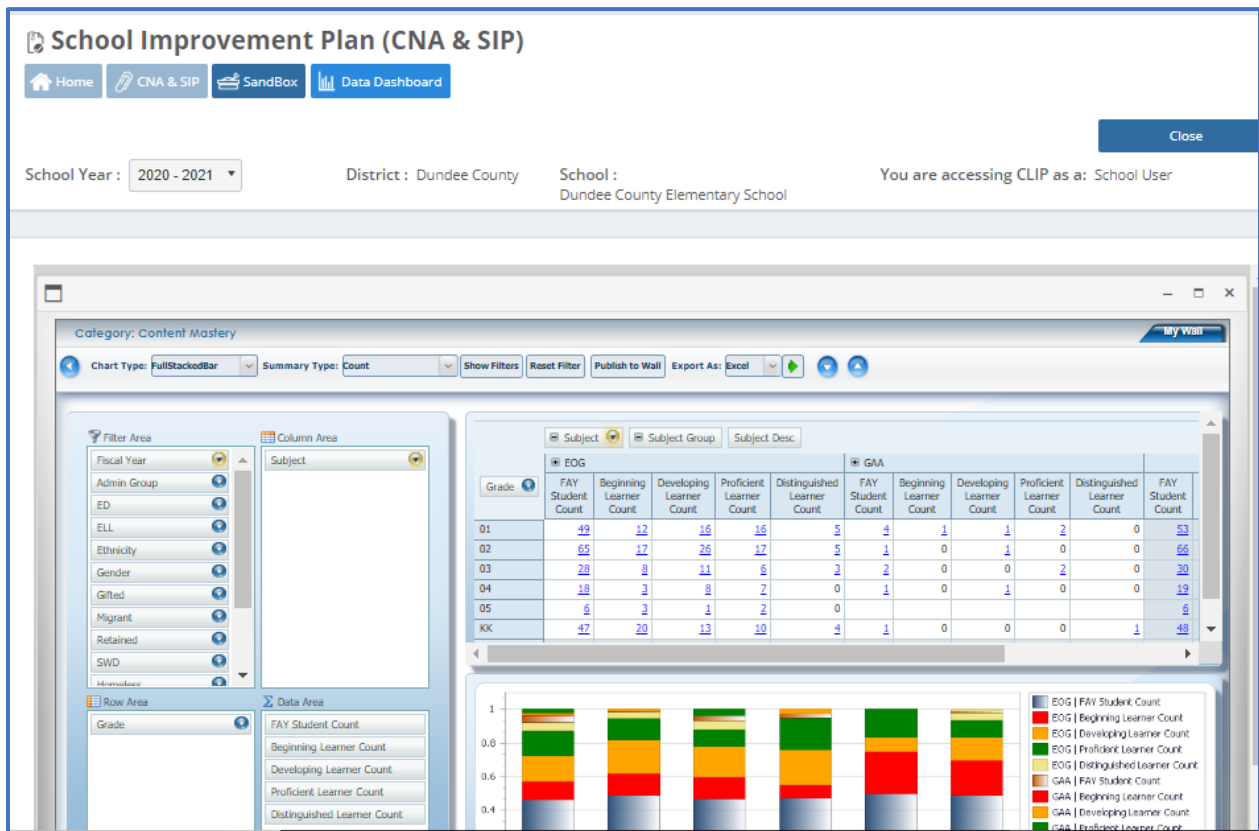 School Improvement Plan (CNA & SIP)
Home CNA & SIP SandBox Data Dashboard
Close
School Year : 2020 - 2021 District : Dundee County School : You are accessing CLIP as a: School User
Dundee County Elementary School
Category: Content Mastery My Wall
Chart Type: FullStackedBar Summary Type: Count Show Filters Reset Filter Publish to Wall Export As: Excel
Filter Area
Fiscal Year
Admin Group
ED
ELL
Ethnicity
Gender
Gifted
Migrant
Retained
SWD
Homeless
Column Area
Subject
Row Area
Grade
Data Area
FAY Student Count
Beginning Learner Count
Developing Learner Count
Proficient Learner Count
Distinguished Learner Count
Subject Subject Group Subject Desc
EOG GAA
Grade FAY Student Count Beginning Learner Count Developing Learner Count Proficient Learner Count Distinguished Learner Count FAY Student Count Beginning Learner Count Developing Learner Count Proficient Learner Count Distinguished Learner Count FAY Student Count
01 49 12 16 16 5 4 1 1 2 0 53
02 65 17 26 17 5 1 0 1 0 0 66
03 28 8 11 6 3 2 0 0 2 0 30
04 18 3 8 7 0 1 0 1 0 0 19
05 6 3 1 2 0 6
KK 47 20 13 10 4 1 0 0 0 1 48
1
0.8
0.6
0.4
EOG | FAY Student Count
EOG | Beginning Learner Count
EOG | Developing Learner Count
EOG | Proficient Learner Count
EOG | Distinguished Learner Count
GAA | FAY Student Count
GAA | Beginning Learner Count
GAA | Developing Learner Count
GAA | Proficient Learner Count